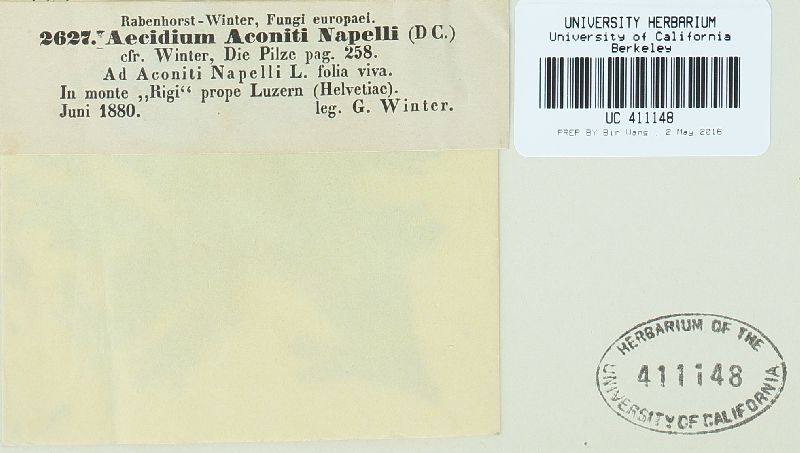 Rabenhorst-Winter, Fungi europaei.
2627. Aecidium Aconiti Napelli (DC.)
cfr. Winter, Die Pilze pag. 258.
Ad Aconiti Napelli L. folia viva.
In monte „Rigi“ prope Luzern (Helvetiae).
Juni 1880. leg. G. Winter.
UNIVERSITY HERBARIUM
University of California
Berkeley
UC 411148
PREP BY Bin Wang , 2 May 2016
HERBARIUM OF THE
411148
UNIVERSITY OF CALIFORNIA